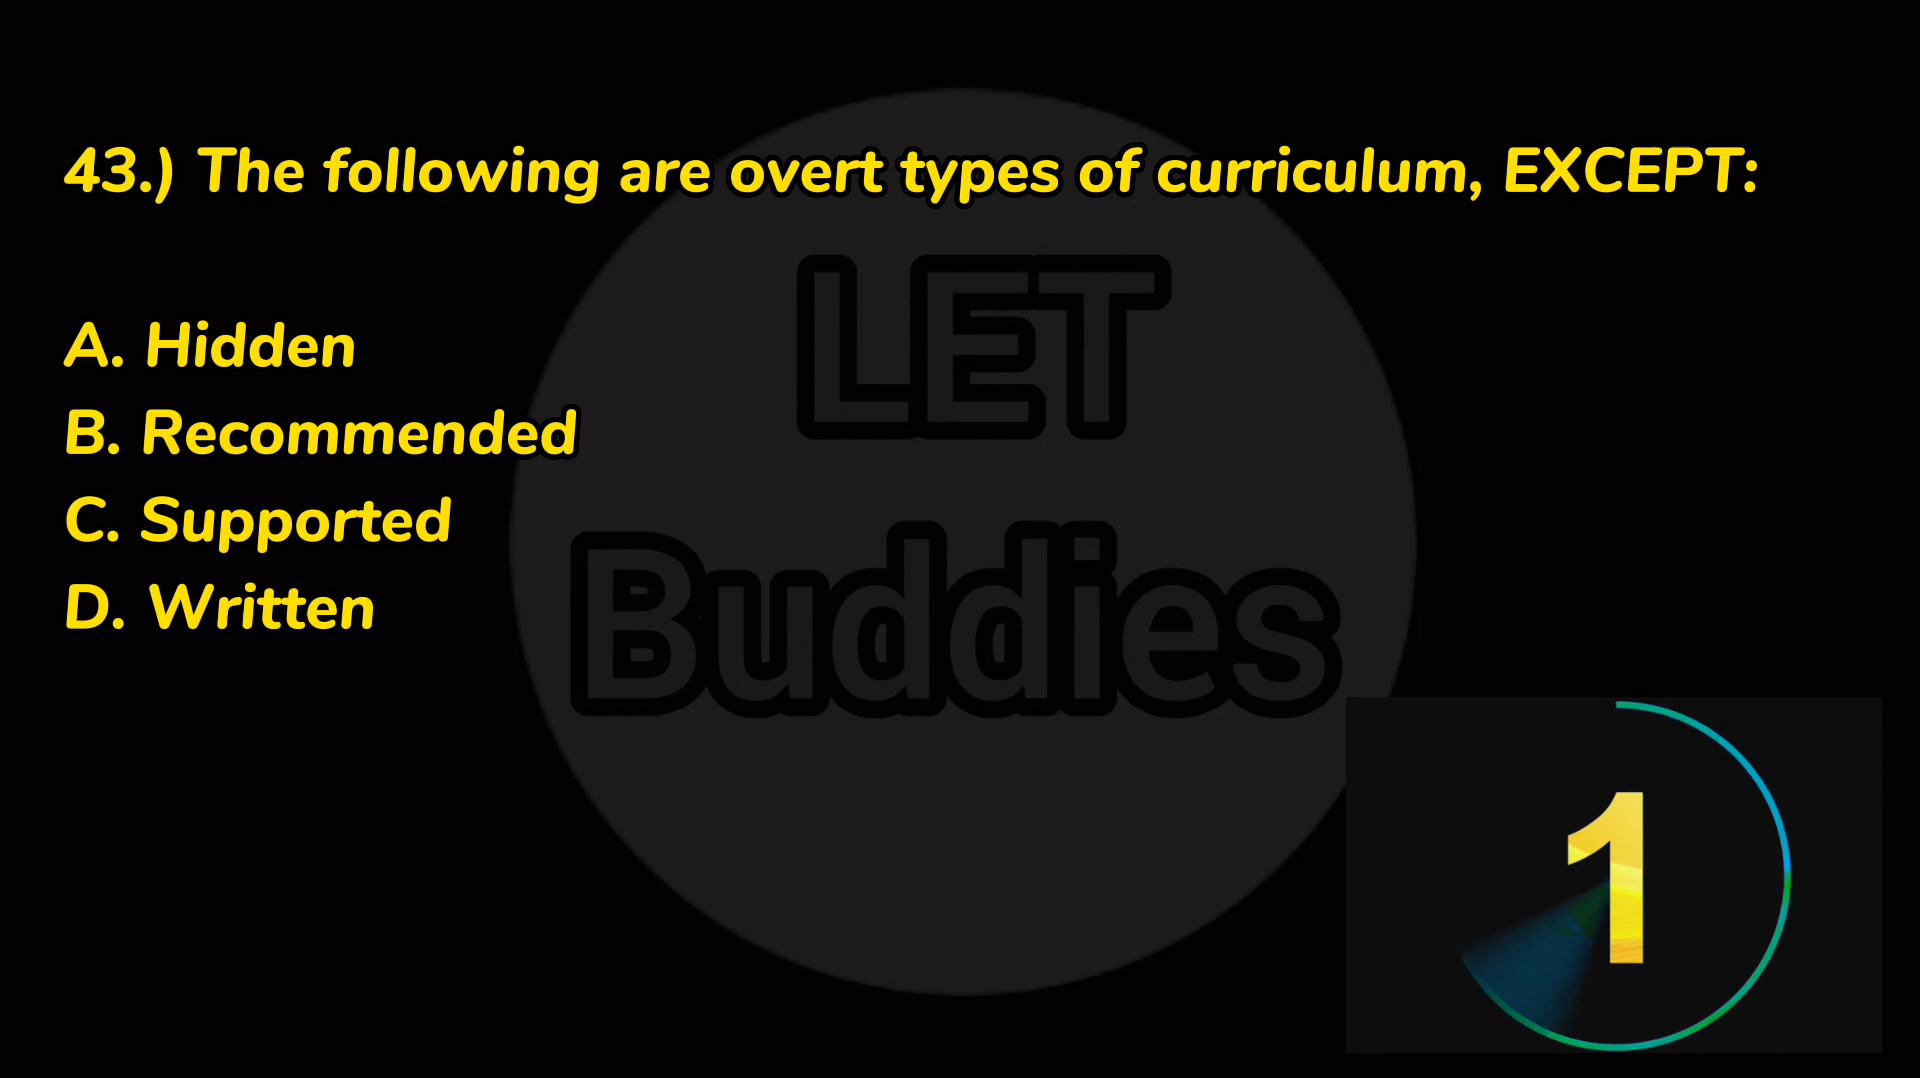 43.) The following are overt types of curriculum, EXCEPT:
LET
A. Hidden
B. Recommended
C. Supported
D. Written
Buddies
1